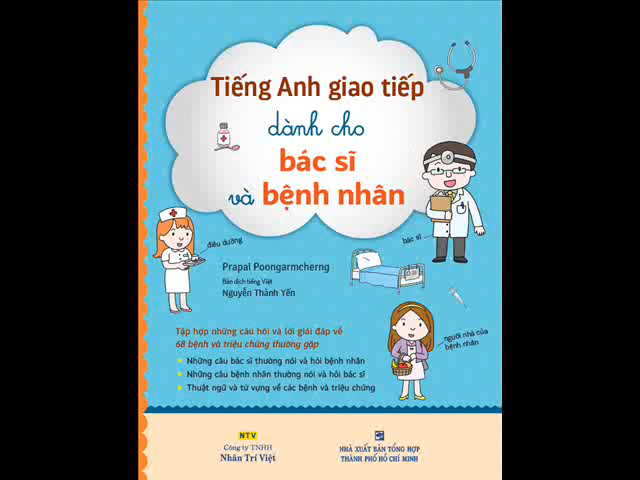 Tiếng Anh giao tiếp
dành cho
bác sĩ
và bệnh nhân
điều dưỡng
bác sĩ
Prapal Poongarmcherng
Bản dịch tiếng Việt
Nguyễn Thành Yến
người nhà của
bệnh nhân
Tập hợp những câu hỏi và lời giải đáp về
68 bệnh và triệu chứng thường gặp
Những câu bác sĩ thường nói và hỏi bệnh nhân
Những câu bệnh nhân thường nói và hỏi bác sĩ
Thuật ngữ và từ vựng về các bệnh và triệu chứng
NTV
Công ty TNHH
Nhân Trí Việt
NHÀ XUẤT BẢN TỔNG HỢP
THÀNH PHỐ HỒ CHÍ MINH